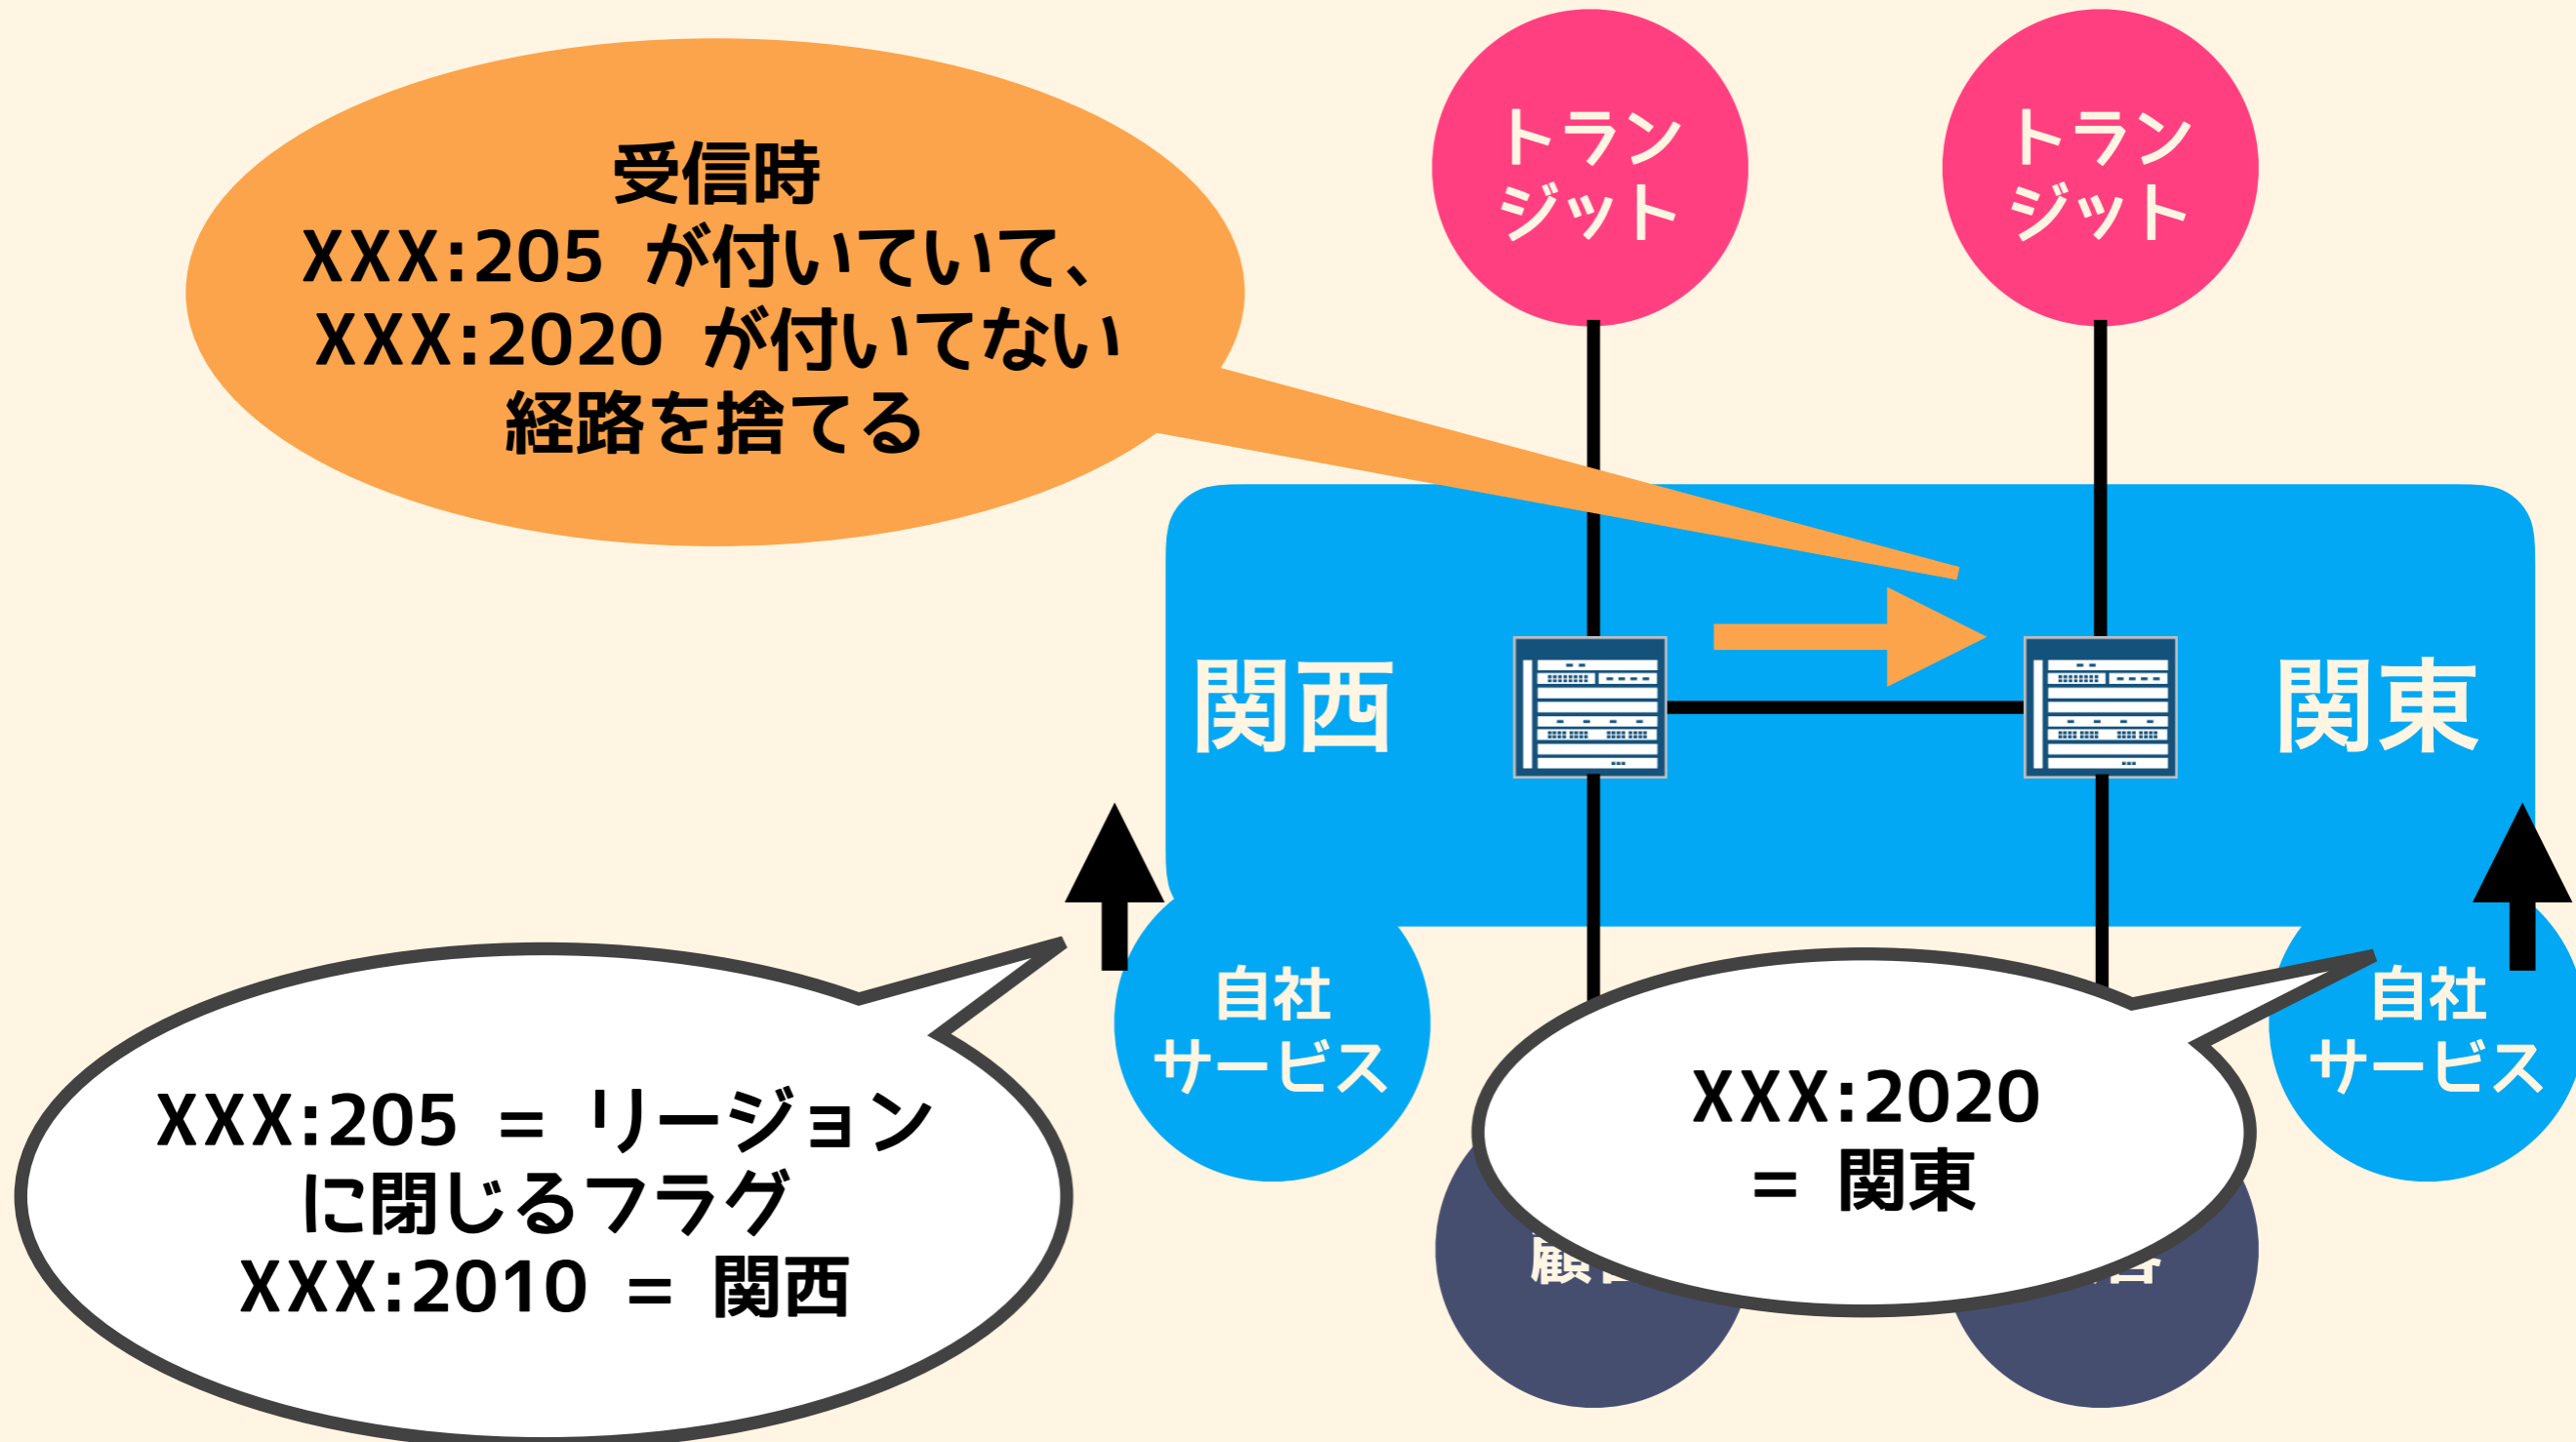 トラン
ジット
トラン
ジット
受信時
XXX:205 が付いていて、
XXX:2020 が付いてない
経路を捨てる
関西
関東
自社
サービス
自社
サービス
XXX:205 = リージョン
に閉じるフラグ
XXX:2010 = 関西
XXX:2020
= 関東